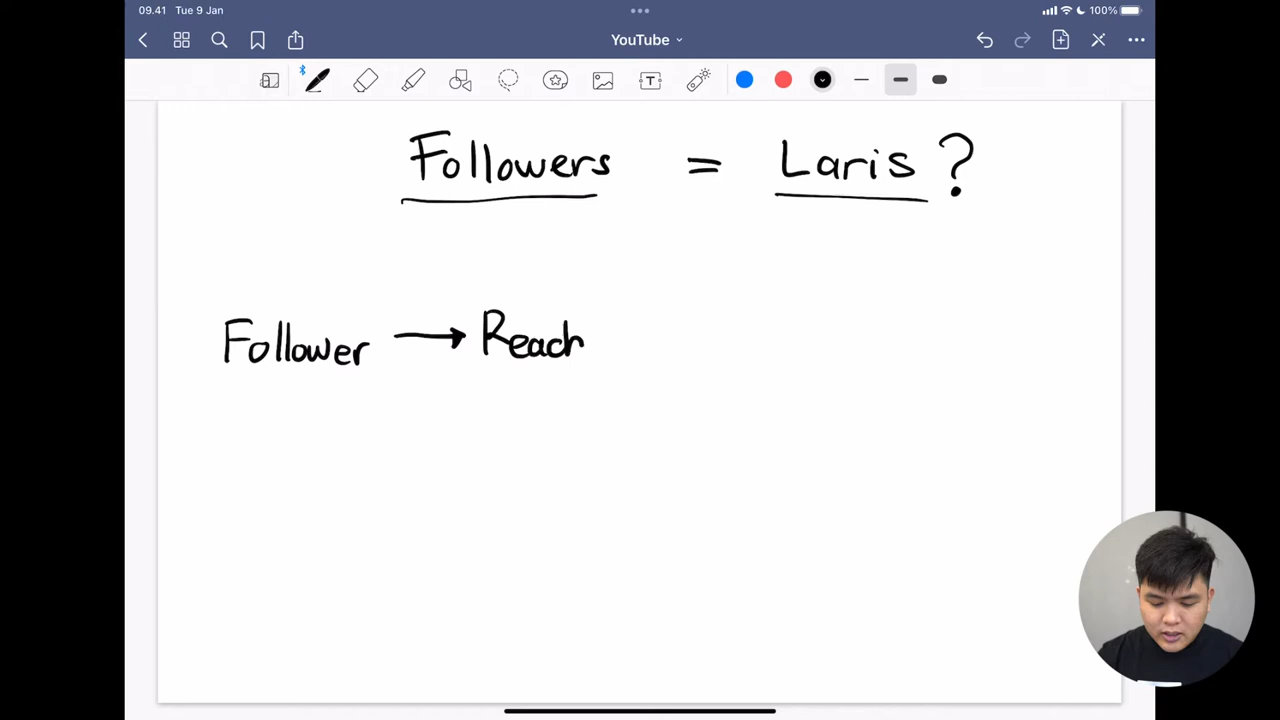 09.41 Tue 9 Jan
100%
YouTube
Followers = Laris ?
Follower → Reach